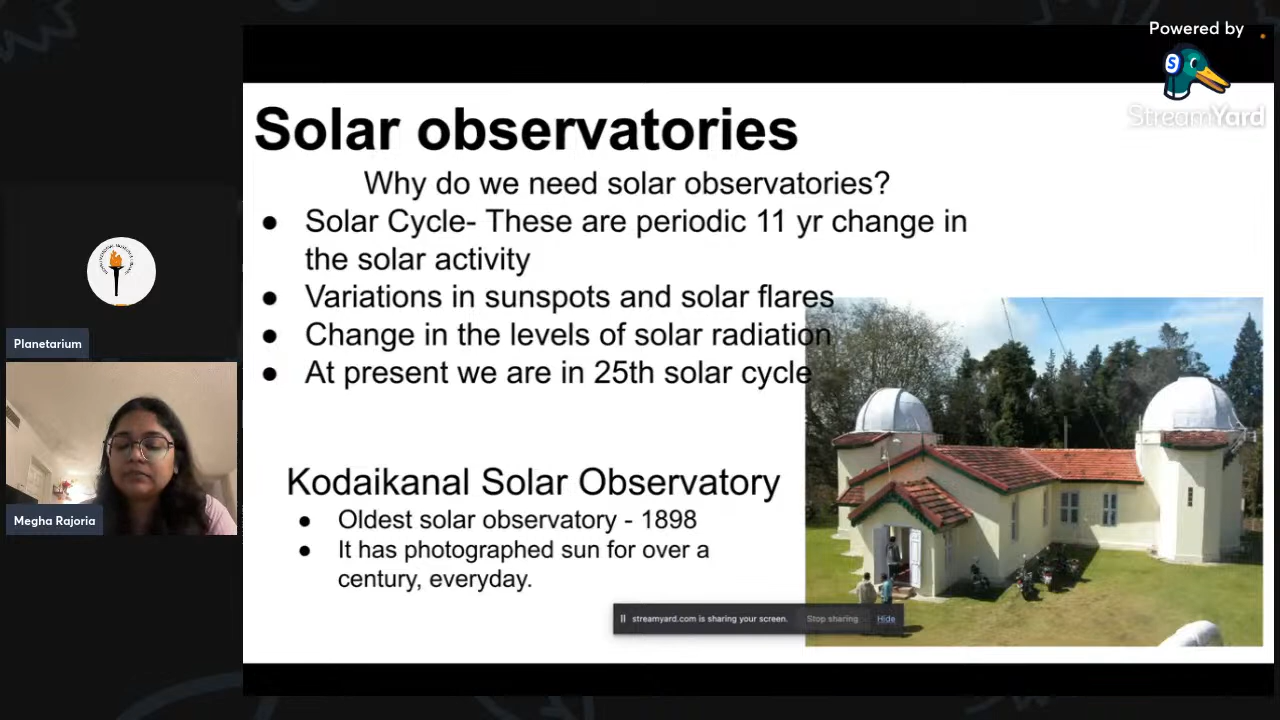 Powered by
StreamYard
Solar observatories
Why do we need solar observatories?
● Solar Cycle- These are periodic 11 yr change in
the solar activity
● Variations in sunspots and solar flares
● Change in the levels of solar radiation
● At present we are in 25th solar cycle
Kodaikanal Solar Observatory
● Oldest solar observatory - 1898
● It has photographed sun for over a
century, everyday.
streamyard.com is sharing your screen. Stop sharing Hide
Planetarium
Megha Rajoria